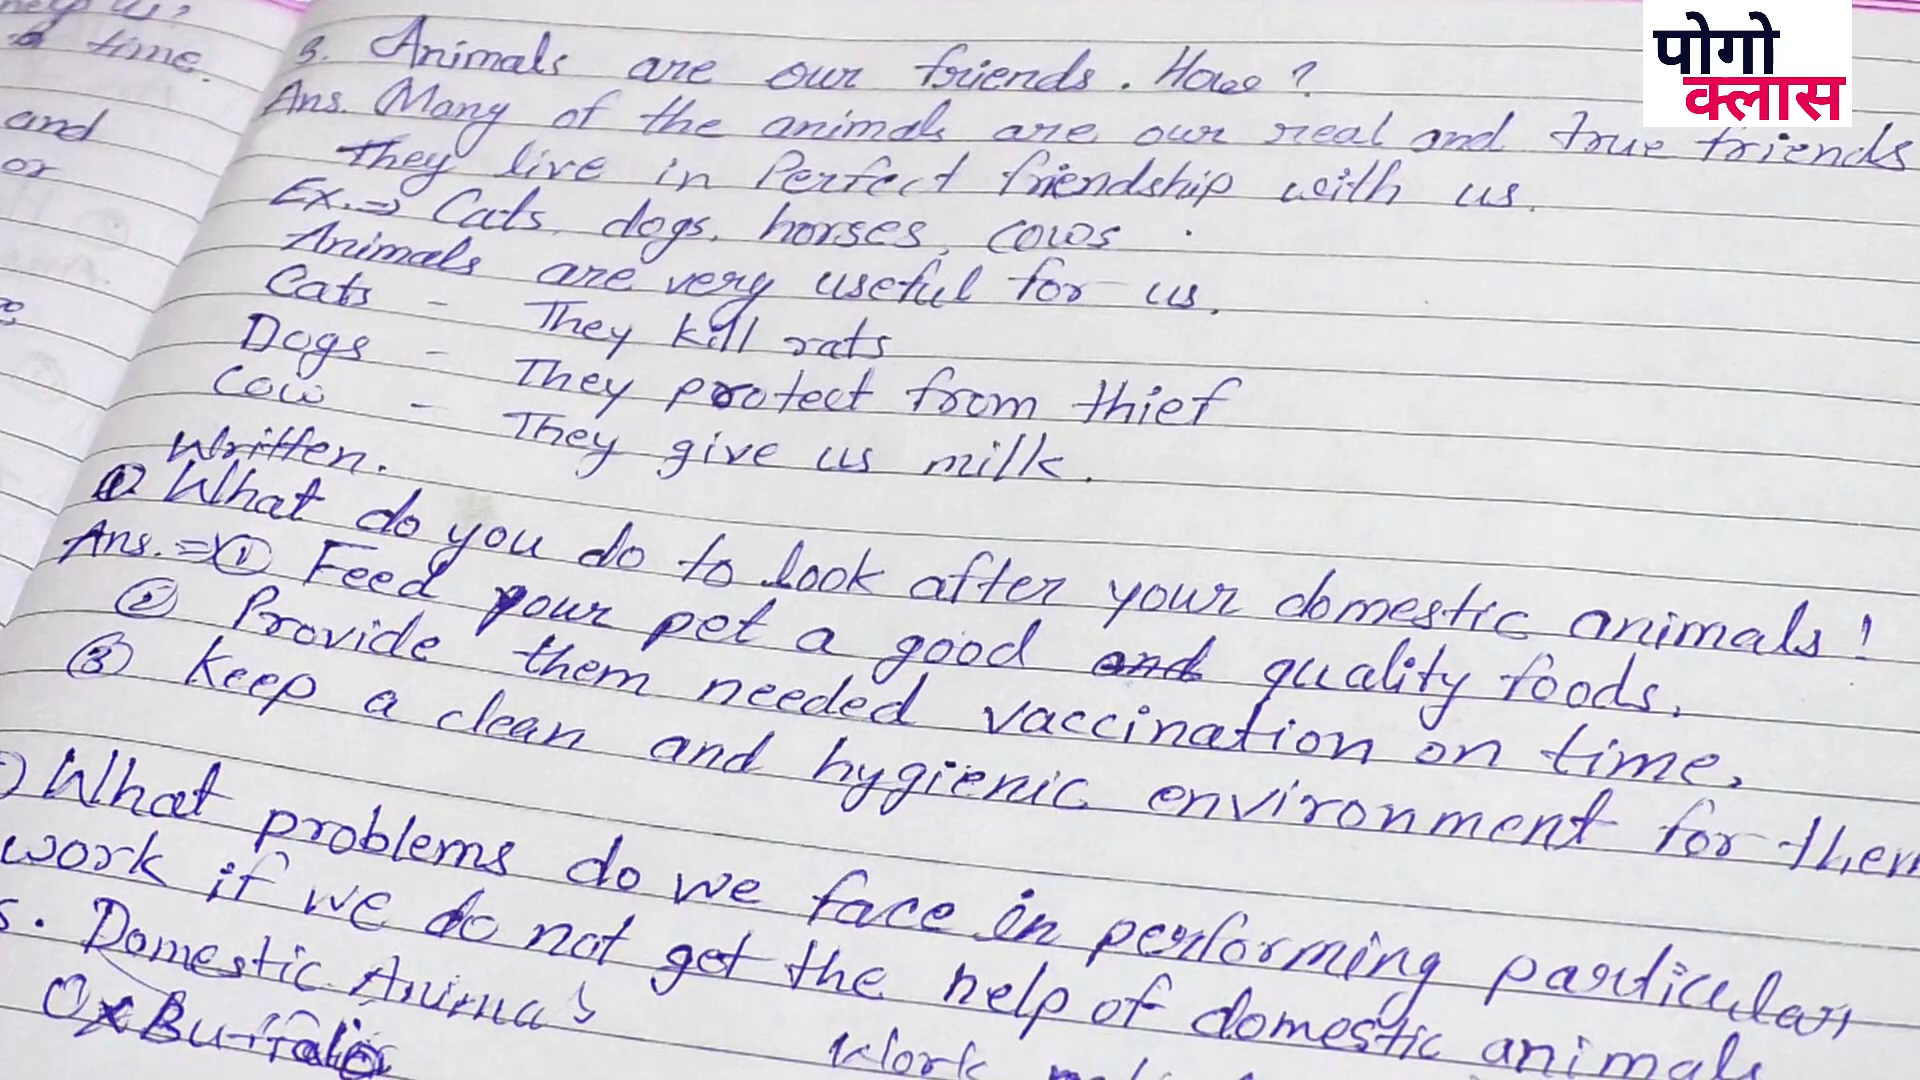 help us?
time.
and
or
3. Animals are our friends. How?
Ans. Many of the animals are our real and true friends
They live in Perfect friendship with us.
Ex.⇒ Cats, dogs, horses, cows.
Animals are very useful for us.
Cats - They kill rats
Dogs - They protect from thief
Cow - They give us milk.
Written.
What do you do to look after your domestic animals!
Ans. ⇒ ① Feed your pet a good and quality foods.
② Provide them needed vaccination on time.
③ Keep a clean and hygienic environment for them
What problems do we face in performing particular
work if we do not get the help of domestic animals
s. Domestic Animals Work
Ox Buffalo
पोगो
क्लास